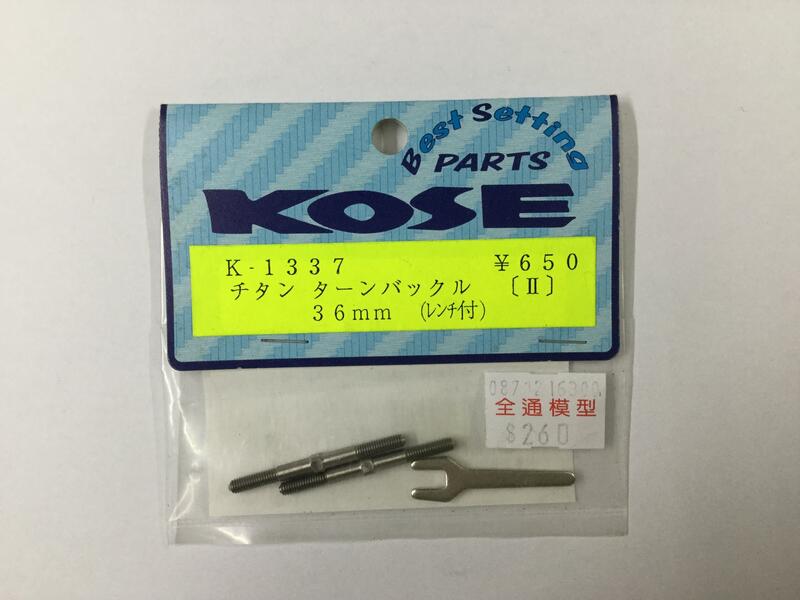 Best Setting
PARTS
KOSE
K-1337 ¥650
チタン ターンバックル 〔Ⅱ〕
36mm (ﾚﾝﾁ付)
全通模型
$260